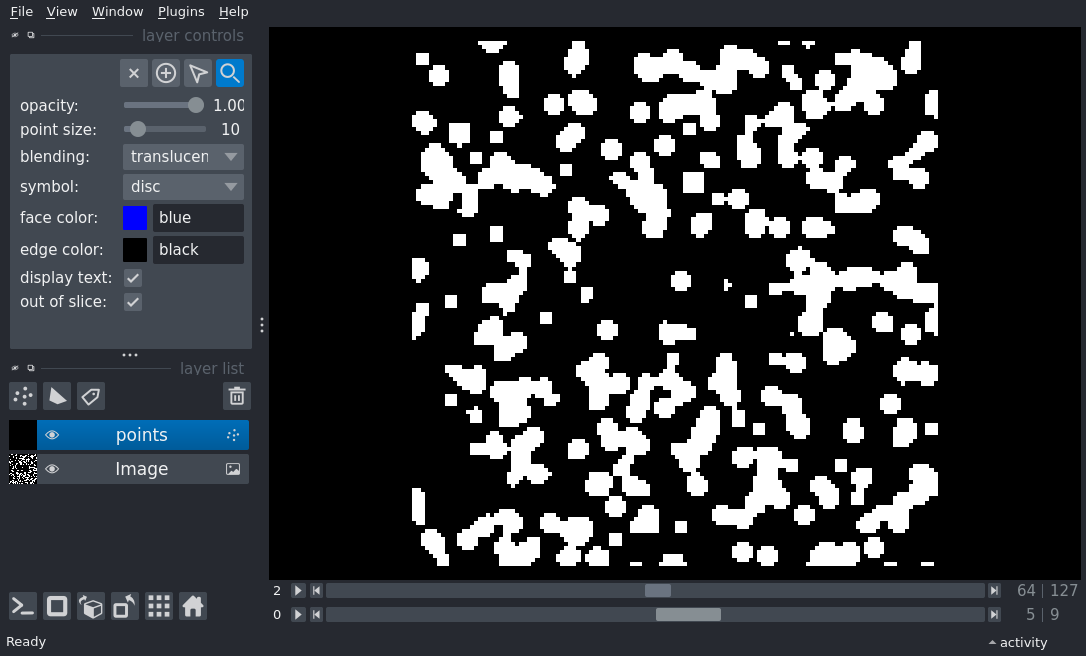 File View Window Plugins Help
layer controls
opacity: 1.00
point size: 10
blending: translucen
symbol: disc
face color: blue
edge color: black
display text:
out of slice:
layer list
points
Image
2 64 | 127
0 5 | 9
Ready activity